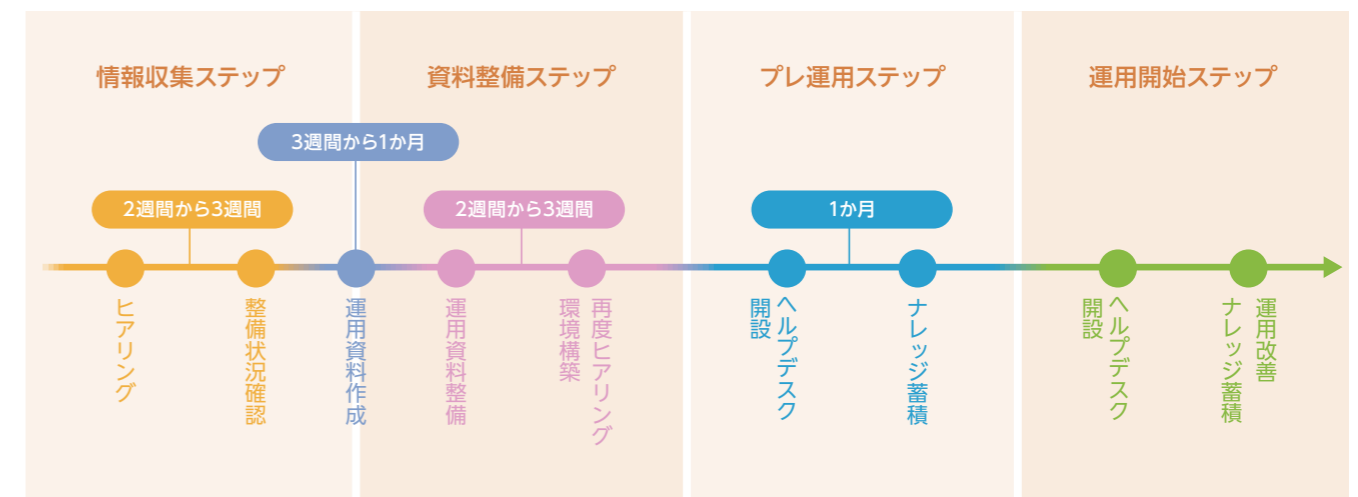 情報収集ステップ
資料整備ステップ
プレ運用ステップ
運用開始ステップ
3週間から1か月
2週間から3週間
2週間から3週間
1か月
ヒアリング
整備状況確認
運用資料作成
運用資料整備
再度ヒアリング
環境構築
ヘルプデスク
開設
ナレッジ蓄積
ヘルプデスク
開設
運用改善
ナレッジ蓄積